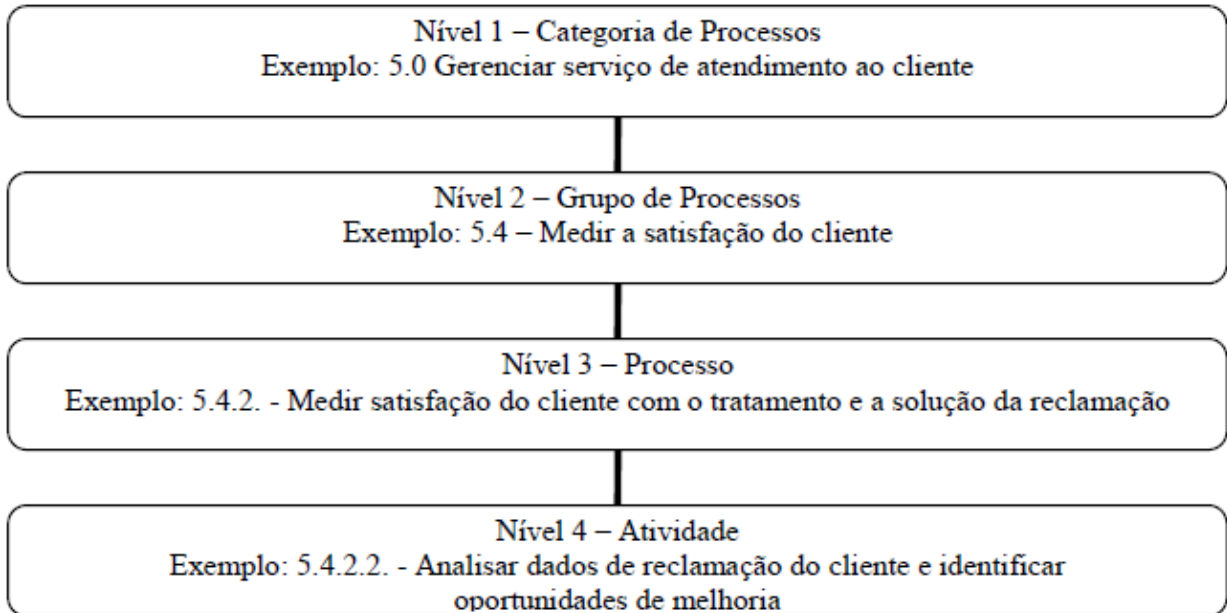 Nível 1 – Categoria de Processos
Exemplo: 5.0 Gerenciar serviço de atendimento ao cliente
Nível 2 – Grupo de Processos
Exemplo: 5.4 – Medir a satisfação do cliente
Nível 3 – Processo
Exemplo: 5.4.2. - Medir satisfação do cliente com o tratamento e a solução da reclamação
Nível 4 – Atividade
Exemplo: 5.4.2.2. - Analisar dados de reclamação do cliente e identificar
oportunidades de melhoria